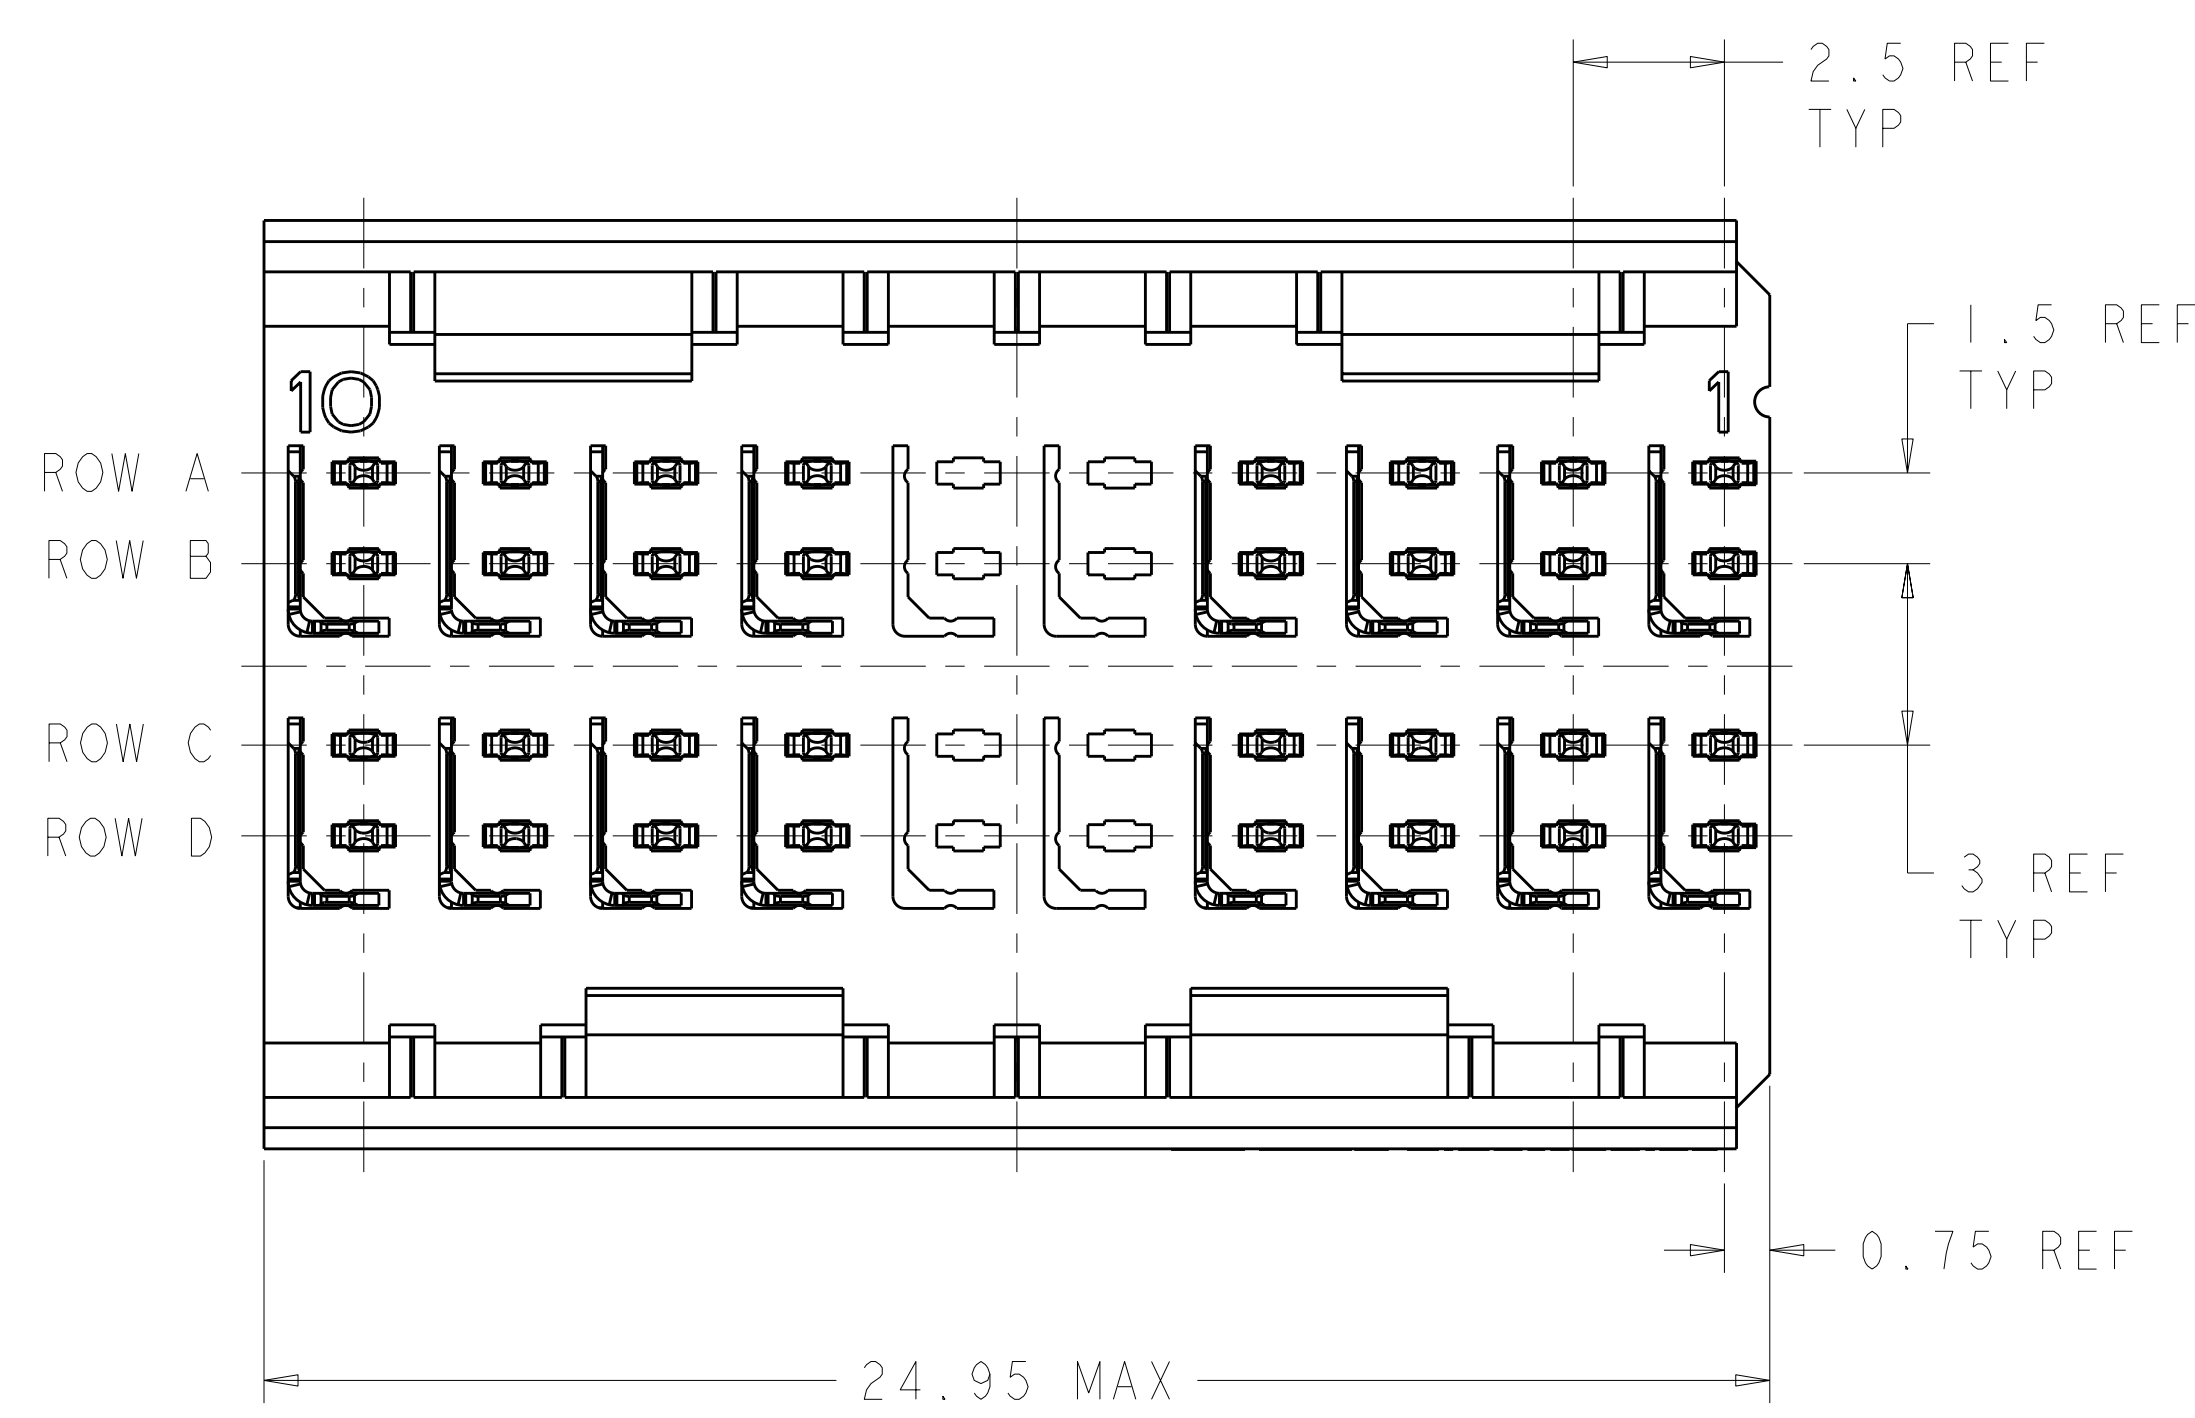 2.5 REF
TYP
1.5 REF
TYP
10
1
ROW A
ROW B
ROW C
ROW D
3 REF
TYP
0.75 REF
24.95 MAX